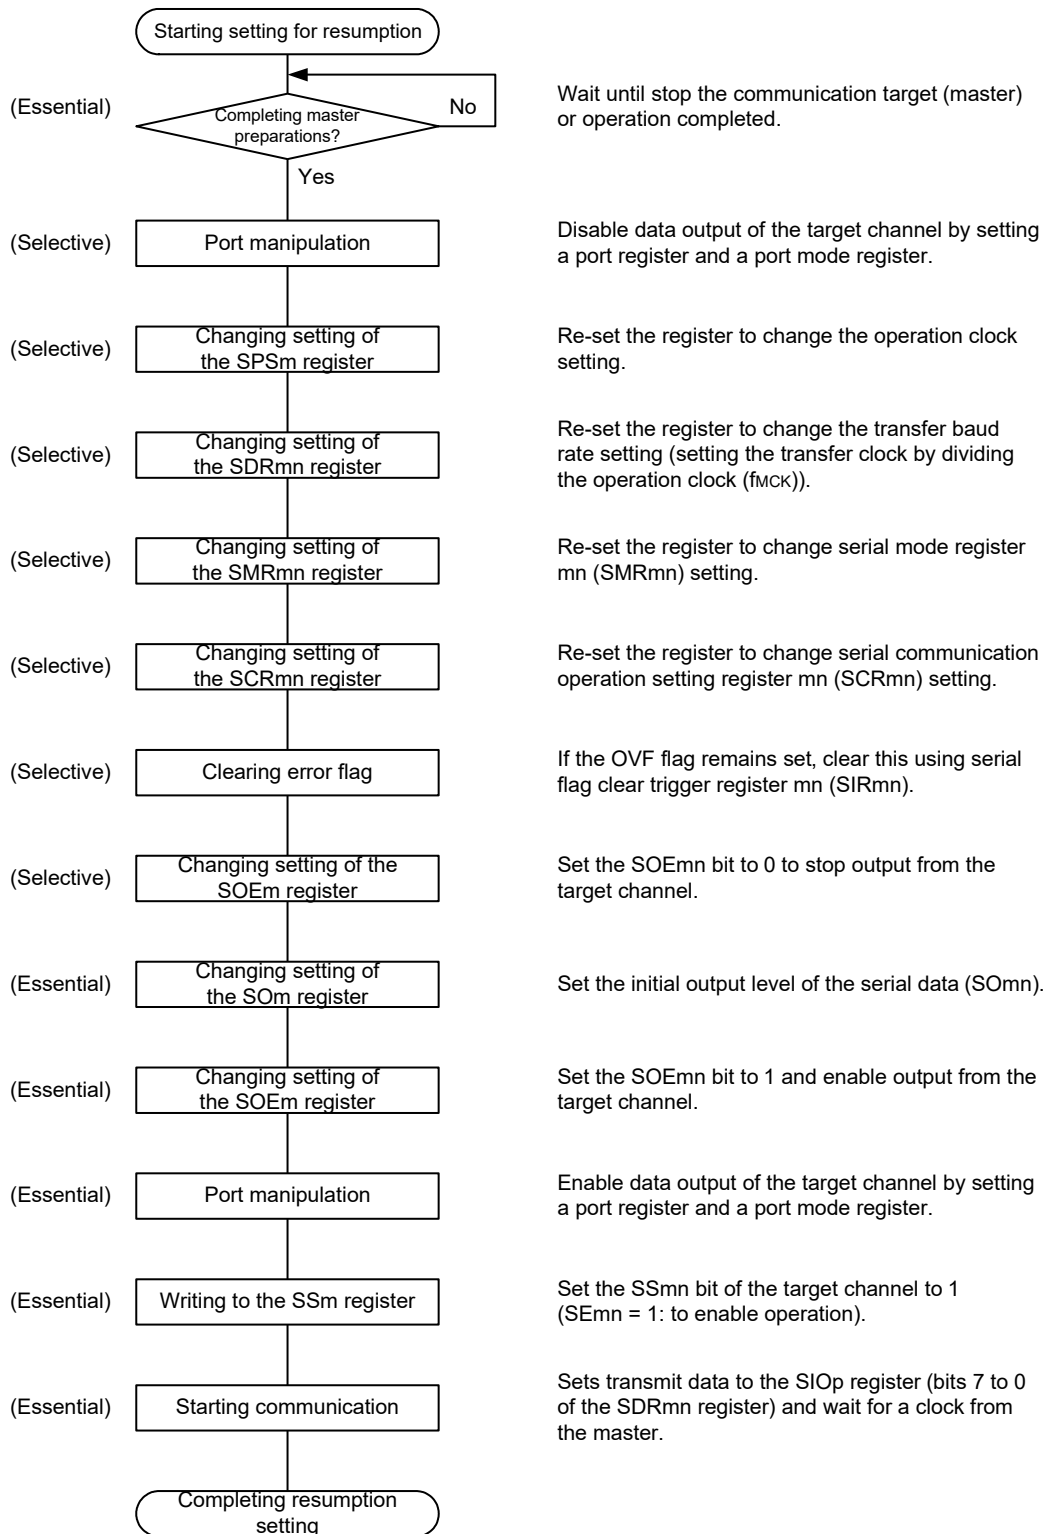 Starting setting for resumption
(Essential)
Completing master
preparations?
No
Wait until stop the communication target (master)
or operation completed.
Yes
(Selective)
Port manipulation
Disable data output of the target channel by setting
a port register and a port mode register.
(Selective)
Changing setting of
the SPSm register
Re-set the register to change the operation clock
setting.
(Selective)
Changing setting of
the SDRmn register
Re-set the register to change the transfer baud
rate setting (setting the transfer clock by dividing
the operation clock (fMCK)).
(Selective)
Changing setting of
the SMRmn register
Re-set the register to change serial mode register
mn (SMRmn) setting.
(Selective)
Changing setting of
the SCRmn register
Re-set the register to change serial communication
operation setting register mn (SCRmn) setting.
(Selective)
Clearing error flag
If the OVF flag remains set, clear this using serial
flag clear trigger register mn (SIRmn).
(Selective)
Changing setting of the
SOEm register
Set the SOEmn bit to 0 to stop output from the
target channel.
(Essential)
Changing setting of
the SOm register
Set the initial output level of the serial data (SOmn).
(Essential)
Changing setting of
the SOEm register
Set the SOEmn bit to 1 and enable output from the
target channel.
(Essential)
Port manipulation
Enable data output of the target channel by setting
a port register and a port mode register.
(Essential)
Writing to the SSm register
Set the SSmn bit of the target channel to 1
(SEmn = 1: to enable operation).
(Essential)
Starting communication
Sets transmit data to the SIOp register (bits 7 to 0
of the SDRmn register) and wait for a clock from
the master.
Completing resumption
setting